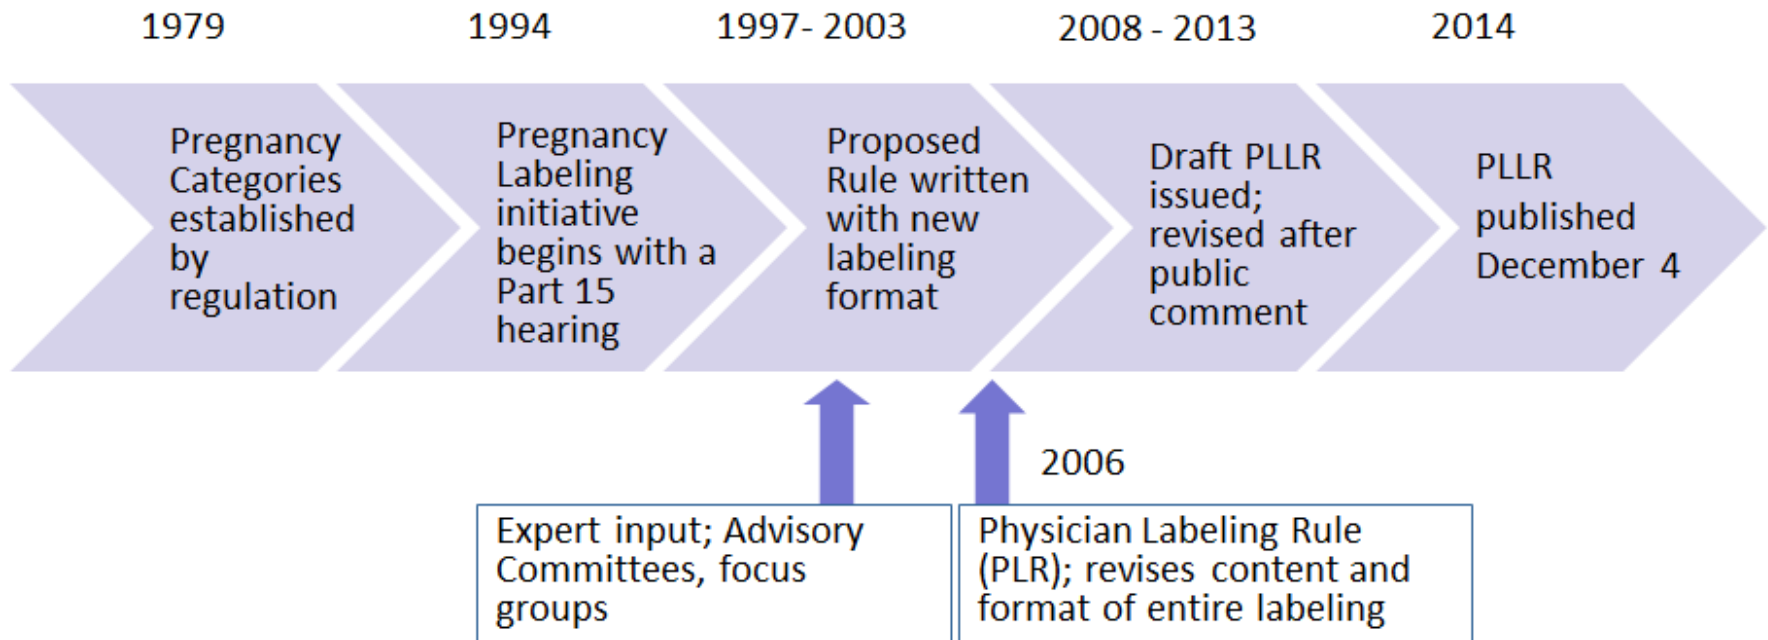 1979
1994
1997- 2003
2008 - 2013
2014
Pregnancy
Categories
established
by
regulation
Pregnancy
Labeling
initiative
begins with a
Part 15
hearing
Proposed
Rule written
with new
labeling
format
Draft PLLR
issued;
revised after
public
comment
PLLR
published
December 4
2006
Expert input; Advisory
Committees, focus
groups
Physician Labeling Rule
(PLR); revises content and
format of entire labeling